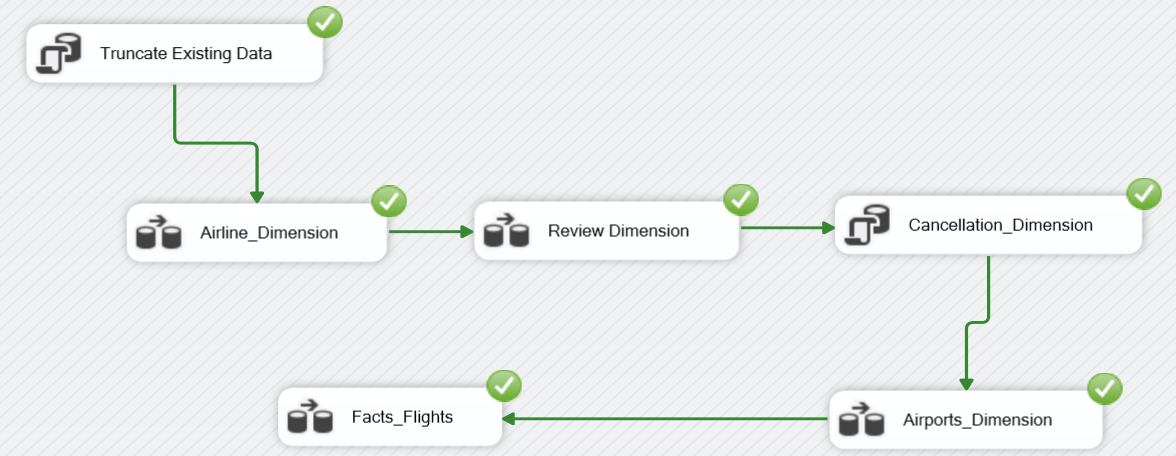 Truncate Existing Data
Airline_Dimension
Review Dimension
Cancellation_Dimension
Facts_Flights
Airports_Dimension